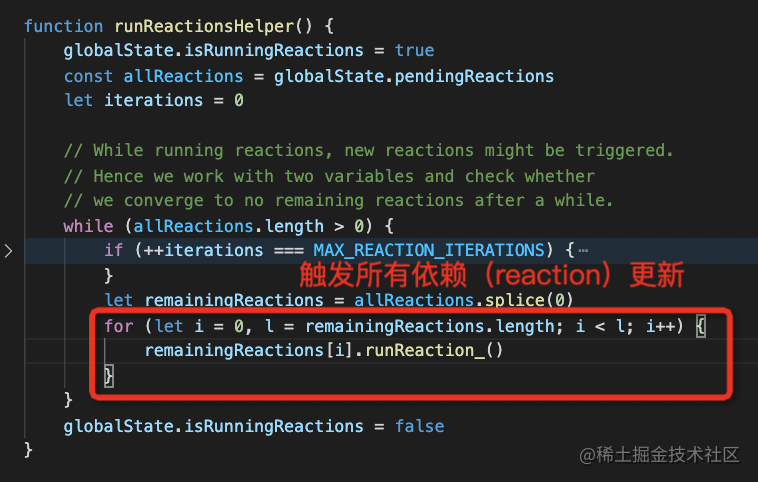 function runReactionsHelper() {
globalState.isRunningReactions = true
const allReactions = globalState.pendingReactions
let iterations = 0
// While running reactions, new reactions might be triggered.
// Hence we work with two variables and check whether
// we converge to no remaining reactions after a while.
while (allReactions.length > 0) {
if (++iterations === MAX_REACTION_ITERATIONS) {…
}
触发所有依赖（reaction）更新
let remainingReactions = allReactions.splice(0)
for (let i = 0, l = remainingReactions.length; i < l; i++) {
remainingReactions[i].runReaction_()
}
}
globalState.isRunningReactions = false
}
@稀土掘金技术社区